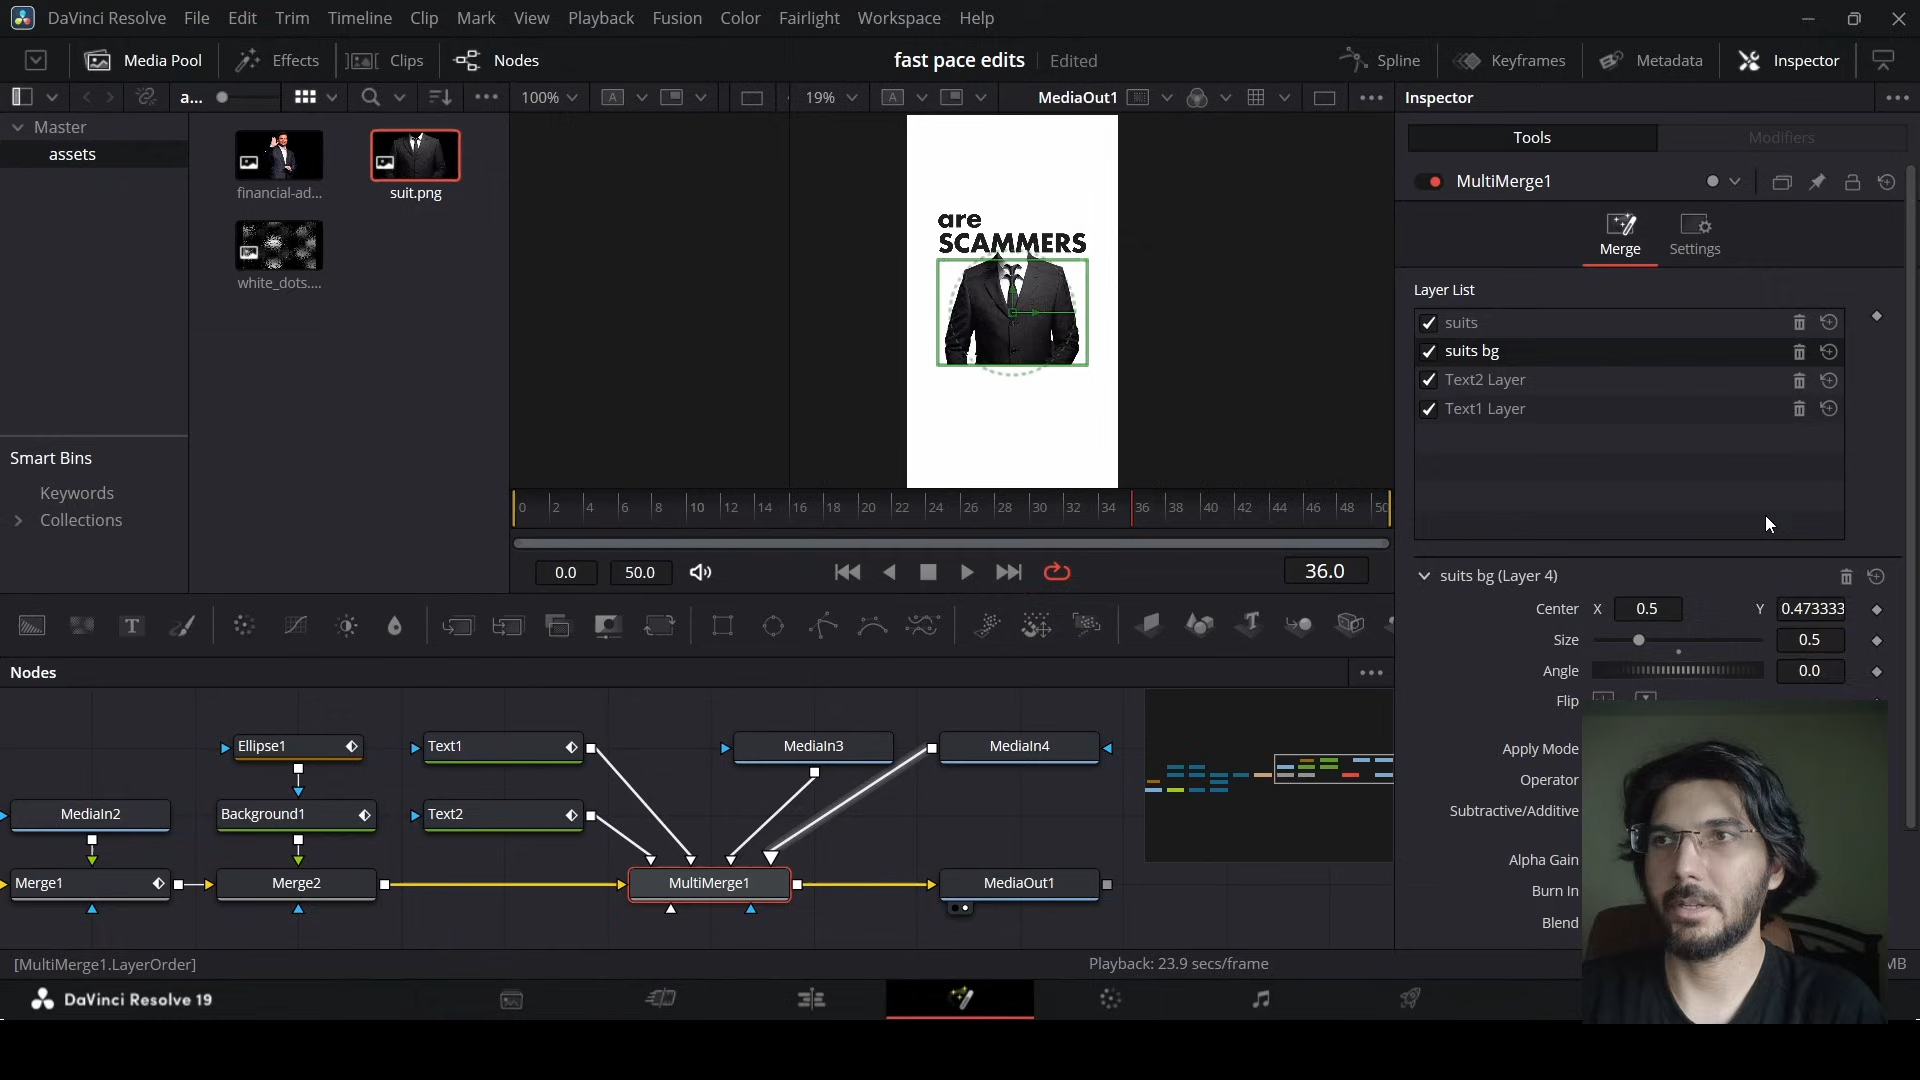 DaVinci Resolve File Edit Trim Timeline Clip Mark View Playback Fusion Color Fairlight Workspace Help
Media Pool Effects Clips Nodes fast pace edits Edited Spline Keyframes Metadata Inspector
a... 100% 19% MediaOut1 Inspector
Master
assets
financial-ad...
suit.png
white_dots....
are
SCAMMERS
Tools Modifiers
MultiMerge1
Merge Settings
Layer List
suits
suits bg
Text2 Layer
Text1 Layer
Smart Bins
Keywords
Collections
0 2 4 6 8 10 12 14 16 18 20 22 24 26 28 30 32 34 36 38 40 42 44 46 48 50
0.0 50.0 36.0
suits bg (Layer 4)
Center X 0.5 Y 0.473333
Size 0.5
Angle 0.0
Flip
Apply Mode
Operator
Subtractive/Additive
Alpha Gain
Burn In
Blend
Nodes
Ellipse1 Text1 MediaIn3 MediaIn4
MediaIn2 Background1 Text2
Merge1 Merge2 MultiMerge1 MediaOut1
[MultiMerge1.LayerOrder] Playback: 23.9 secs/frame MB
DaVinci Resolve 19